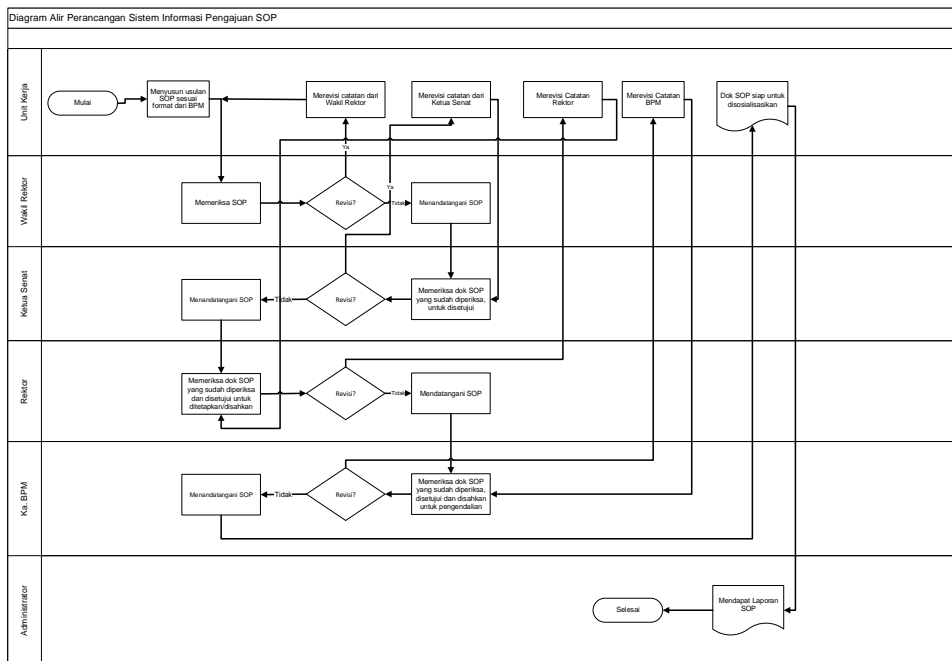 Diagram Alir Perancangan Sistem Informasi Pengajuan SOP
Unit Kerja
Mulai
Menyusun usulan
SOP sesuai
format dari BPM
Merevisi catatan dari
Wakil Rektor
Merevisi catatan dari
Ketua Senat
Merevisi Catatan
Rektor
Merevisi Catatan
BPM
Dok SOP siap untuk
disosialisasikan
Ya
Wakil Rektor
Memeriksa SOP
Revisi?
Ya
Tidak
Menandatangani SOP
Ketua Senat
Menandatangani SOP
Tidak
Revisi?
Memeriksa dok SOP
yang sudah diperiksa,
untuk disetujui
Rektor
Memeriksa dok SOP
yang sudah diperiksa
dan disetujui untuk
ditetapkan/disahkan
Revisi?
Tidak
Mendatangani SOP
Ka. BPM
Menandatangani SOP
Tidak
Revisi?
Memeriksa dok SOP
yang sudah diperiksa,
disetujui dan disahkan
untuk pengendalian
Administrator
Selesai
Mendapat Laporan
SOP